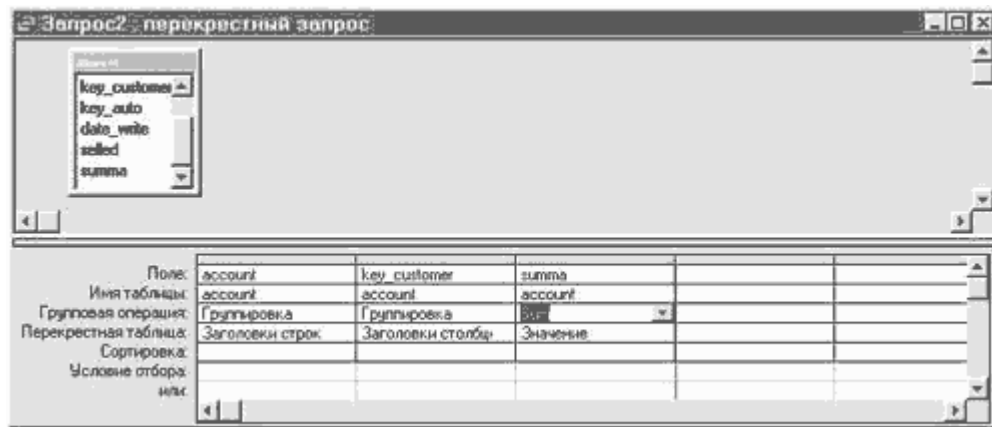 Запрос2 : перекрестный запрос
key_customer
key_auto
date_write
selled
summa
Поле: account key_customer summa
Имя таблицы: account account account
Групповая операция: Группировка Группировка Sum
Перекрестная таблица: Заголовки строк Заголовки столбц Значение
Сортировка:
Условие отбора:
или: